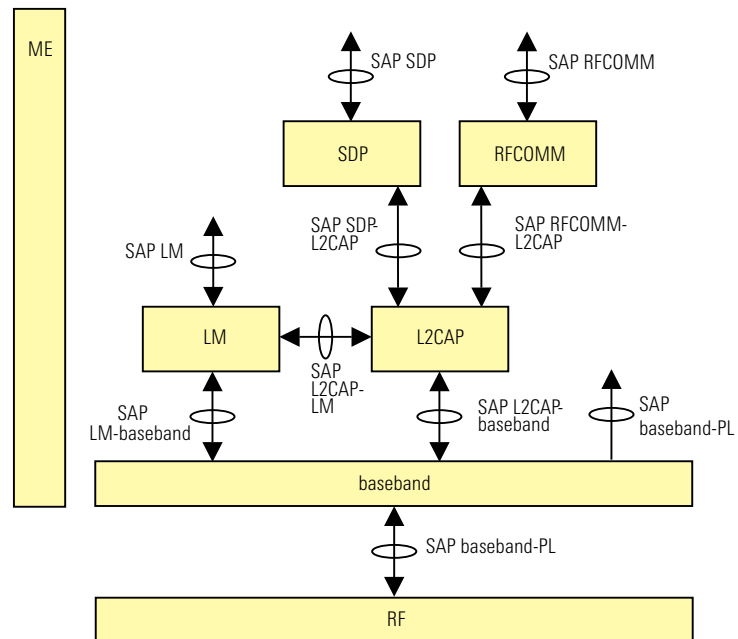 ME
SAP SDP
SAP RFCOMM
SDP
RFCOMM
SAP SDP-
L2CAP
SAP RFCOMM-
L2CAP
SAP LM
LM
L2CAP
SAP
L2CAP-
LM
SAP
LM-baseband
SAP L2CAP-
baseband
SAP
baseband-PL
baseband
SAP baseband-PL
RF